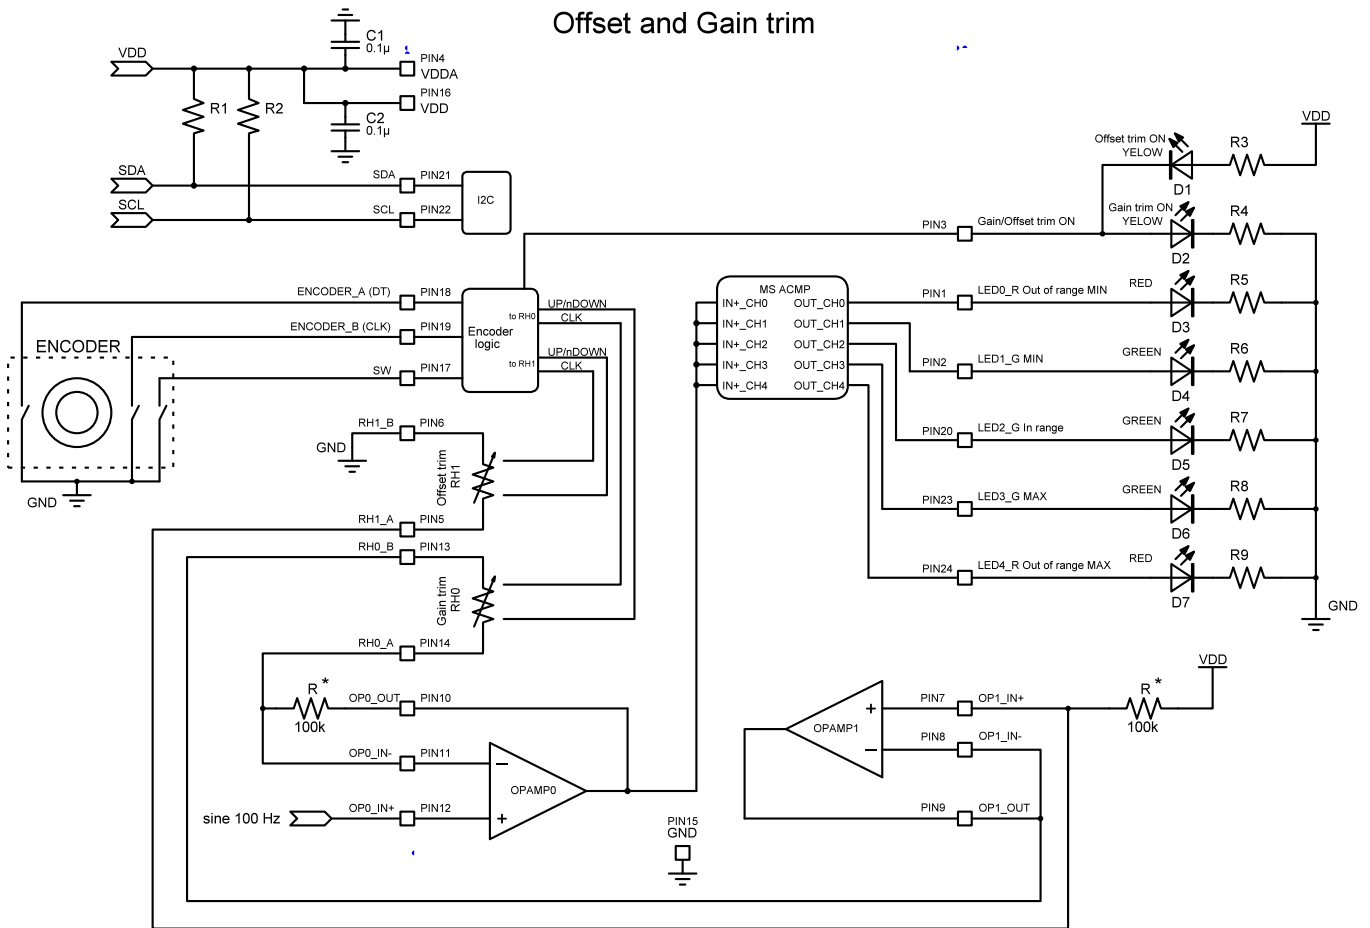 Offset and Gain trim
C1
0.1µ
VDD
PIN4
VDDA
PIN16
VDD
R1
R2
C2
0.1µ
SDA
SDA
PIN21
I2C
SCL
SCL
PIN22
VDD
Offset trim ON
YELOW
R3
D1
Gain trim ON
YELOW
R4
D2
PIN3
Gain/Offset trim ON
ENCODER_A (DT)
PIN18
ENCODER_B (CLK)
PIN19
SW
PIN17
ENCODER
GND
Encoder
logic
to RH0
to RH1
UP/nDOWN
CLK
UP/nDOWN
CLK
MS ACMP
IN+_CH0 OUT_CH0
IN+_CH1 OUT_CH1
IN+_CH2 OUT_CH2
IN+_CH3 OUT_CH3
IN+_CH4 OUT_CH4
PIN1
LED0_R Out of range MIN
RED
R5
D3
PIN2
LED1_G MIN
GREEN
R6
D4
PIN20
LED2_G In range
GREEN
R7
D5
PIN23
LED3_G MAX
GREEN
R8
D6
PIN24
LED4_R Out of range MAX
RED
R9
D7
GND
RH1_B
PIN6
GND
Offset trim
RH1
RH1_A
PIN5
RH0_B
PIN13
Gain trim
RH0
RH0_A
PIN14
R *
100k
OP0_OUT
PIN10
OP0_IN-
PIN11
sine 100 Hz
OP0_IN+
PIN12
OPAMP0
PIN15
GND
OPAMP1
PIN7
OP1_IN+
PIN8
OP1_IN-
PIN9
OP1_OUT
VDD
R *
100k